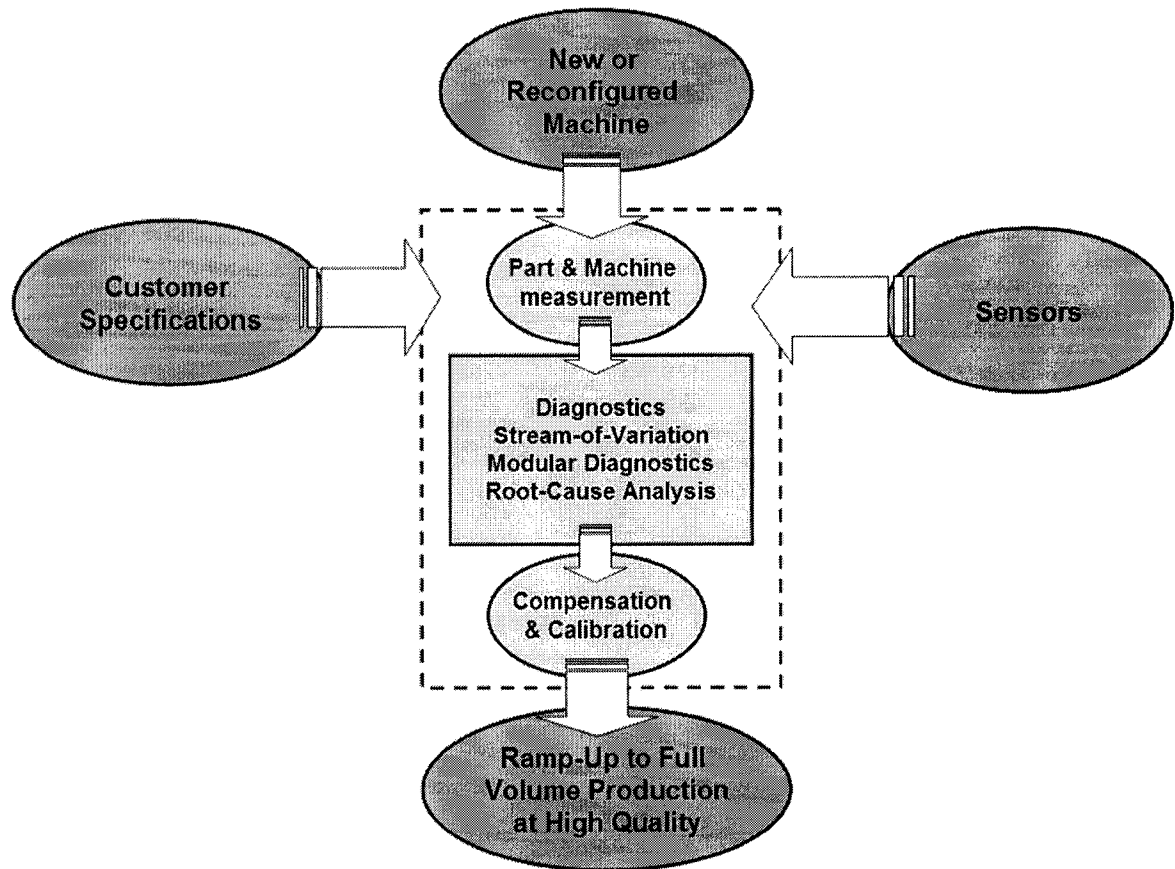 New or
Reconfigured
Machine
Customer
Specifications
Part & Machine
measurement
Sensors
Diagnostics
Stream-of-Variation
Modular Diagnostics
Root-Cause Analysis
Compensation
& Calibration
Ramp-Up to Full
Volume Production
at High Quality